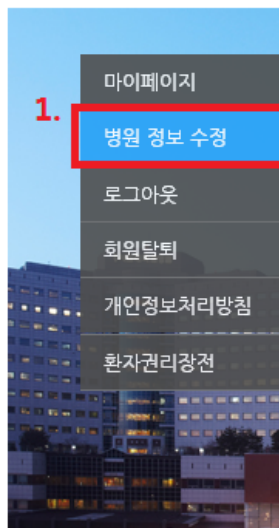 마이페이지
1.
병원 정보 수정
로그아웃
회원탈퇴
개인정보처리방침
환자권리장전